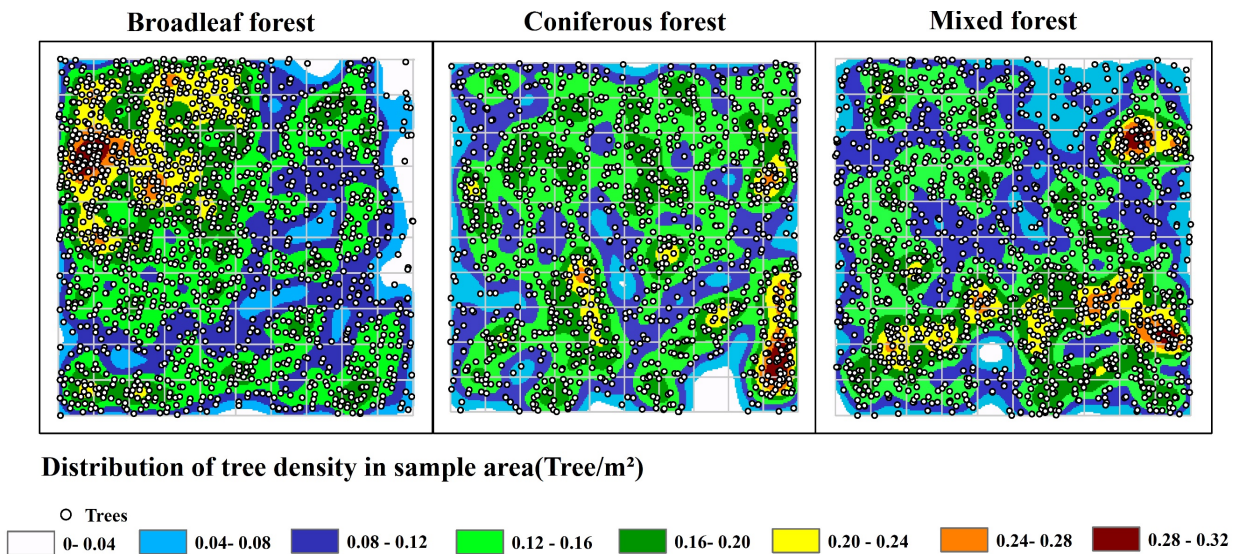 Broadleaf forest Coniferous forest Mixed forest
Distribution of tree density in sample area(Tree/m²)
Trees
0- 0.04 0.04- 0.08 0.08 - 0.12 0.12 - 0.16 0.16- 0.20 0.20 - 0.24 0.24- 0.28 0.28 - 0.32